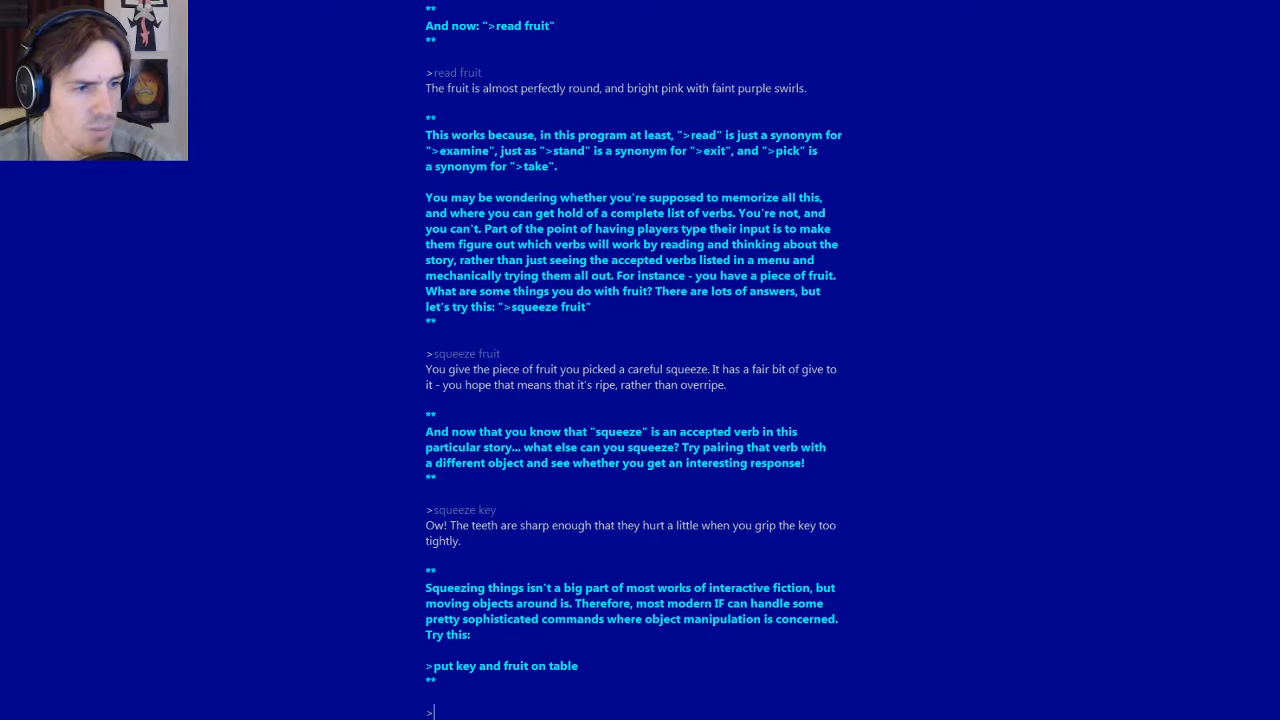 **
And now: ">read fruit"
**
>read fruit
The fruit is almost perfectly round, and bright pink with faint purple swirls.
**
This works because, in this program at least, ">read" is just a synonym for
">examine", just as ">stand" is a synonym for ">exit", and ">pick" is
a synonym for ">take".
You may be wondering whether you're supposed to memorize all this,
and where you can get hold of a complete list of verbs. You're not, and
you can't. Part of the point of having players type their input is to make
them figure out which verbs will work by reading and thinking about the
story, rather than just seeing the accepted verbs listed in a menu and
mechanically trying them all out. For instance - you have a piece of fruit.
What are some things you do with fruit? There are lots of answers, but
let's try this: ">squeeze fruit"
**
>squeeze fruit
You give the piece of fruit you picked a careful squeeze. It has a fair bit of give to
it - you hope that means that it's ripe, rather than overripe.
**
And now that you know that "squeeze" is an accepted verb in this
particular story... what else can you squeeze? Try pairing that verb with
a different object and see whether you get an interesting response!
**
>squeeze key
Ow! The teeth are sharp enough that they hurt a little when you grip the key too
tightly.
**
Squeezing things isn't a big part of most works of interactive fiction, but
moving objects around is. Therefore, most modern IF can handle some
pretty sophisticated commands where object manipulation is concerned.
Try this:
>put key and fruit on table
**
>